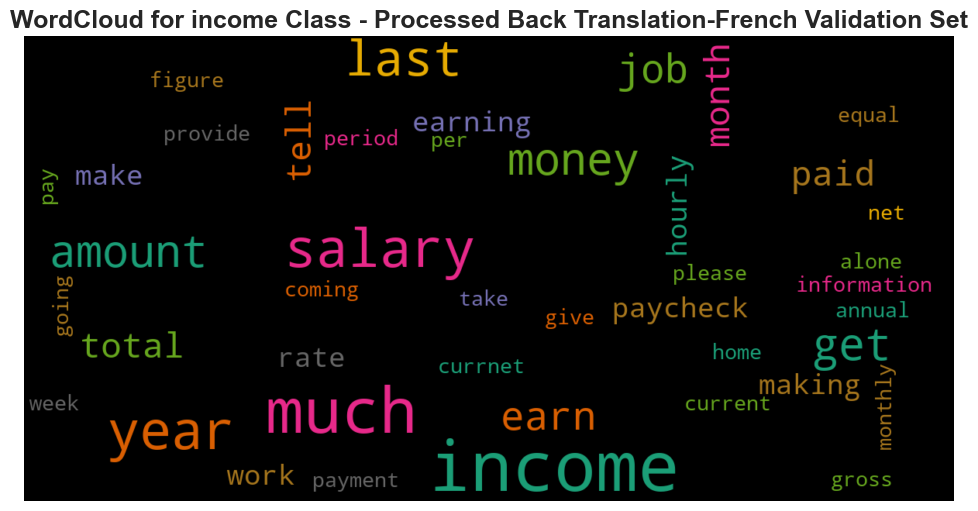 WordCloud for income Class - Processed Back Translation-French Validation Set
last
job
month
figure
equal
tell
earning
provide
period
per
money
hourly
paid
make
pay
net
amount
salary
alone
please
information
going
coming
take
give
paycheck
annual
total
rate
home
get
currnet
making
monthly
week
year
much
earn
current
income
work
payment
gross